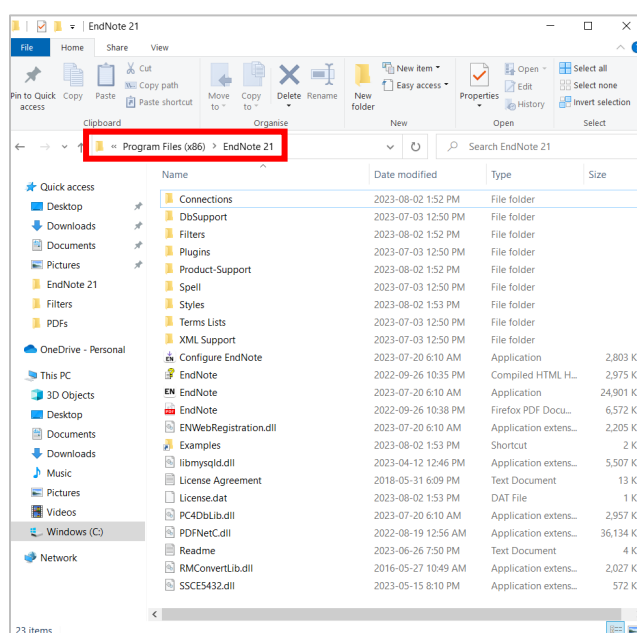 EndNote 21
File Home Share View
Pin to Quick access
Copy
Paste
Cut
Copy path
Paste shortcut
Clipboard
Move to
Copy to
Delete
Rename
Organise
New folder
New item
Easy access
New
Properties
Open
Edit
History
Open
Select all
Select none
Invert selection
Select
« Program Files (x86) > EndNote 21
Search EndNote 21
Name Date modified Type Size
Quick access
Desktop
Downloads
Documents
Pictures
EndNote 21
Filters
PDFs
OneDrive - Personal
This PC
3D Objects
Desktop
Documents
Downloads
Music
Pictures
Videos
Windows (C:)
Network
Connections 2023-08-02 1:52 PM File folder
DbSupport 2023-07-03 12:50 PM File folder
Filters 2023-08-02 1:52 PM File folder
Plugins 2023-07-03 12:50 PM File folder
Product-Support 2023-08-02 1:52 PM File folder
Spell 2023-07-03 12:50 PM File folder
Styles 2023-08-02 1:53 PM File folder
Terms Lists 2023-07-03 12:50 PM File folder
XML Support 2023-07-03 12:50 PM File folder
Configure EndNote 2023-07-20 6:10 AM Application 2,803 K
EndNote 2022-09-26 10:35 PM Compiled HTML H... 2,975 K
EN EndNote 2023-07-20 6:10 AM Application 24,901 K
EndNote 2022-09-26 10:38 PM Firefox PDF Docu... 6,572 K
ENWebRegistration.dll 2023-07-20 6:10 AM Application extens... 2,205 K
Examples 2023-08-02 1:53 PM Shortcut 2 K
libmysqld.dll 2023-04-12 12:46 PM Application extens... 5,507 K
License Agreement 2018-05-31 6:09 PM Text Document 13 K
License.dat 2023-08-02 1:53 PM DAT File 1 K
PC4DbLib.dll 2023-07-20 6:10 AM Application extens... 2,957 K
PDFNetC.dll 2022-08-19 12:56 AM Application extens... 36,134 K
Readme 2023-06-26 7:50 PM Text Document 4 K
RMConvertLib.dll 2016-05-27 10:49 AM Application extens... 2,027 K
SSCE5432.dll 2023-05-15 8:10 PM Application extens... 572 K
23 items